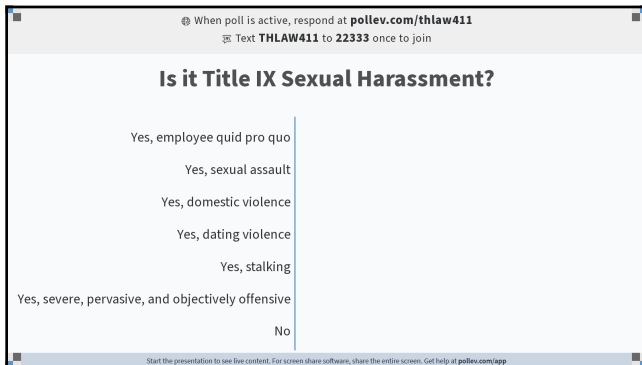 When poll is active, respond at pollev.com/thlaw411
Text THLAW411 to 22333 once to join
Is it Title IX Sexual Harassment?
Yes, employee quid pro quo
Yes, sexual assault
Yes, domestic violence
Yes, dating violence
Yes, stalking
Yes, severe, pervasive, and objectively offensive
No
Start the presentation to see live content. For screen share software, share the entire screen. Get help at pollev.com/app